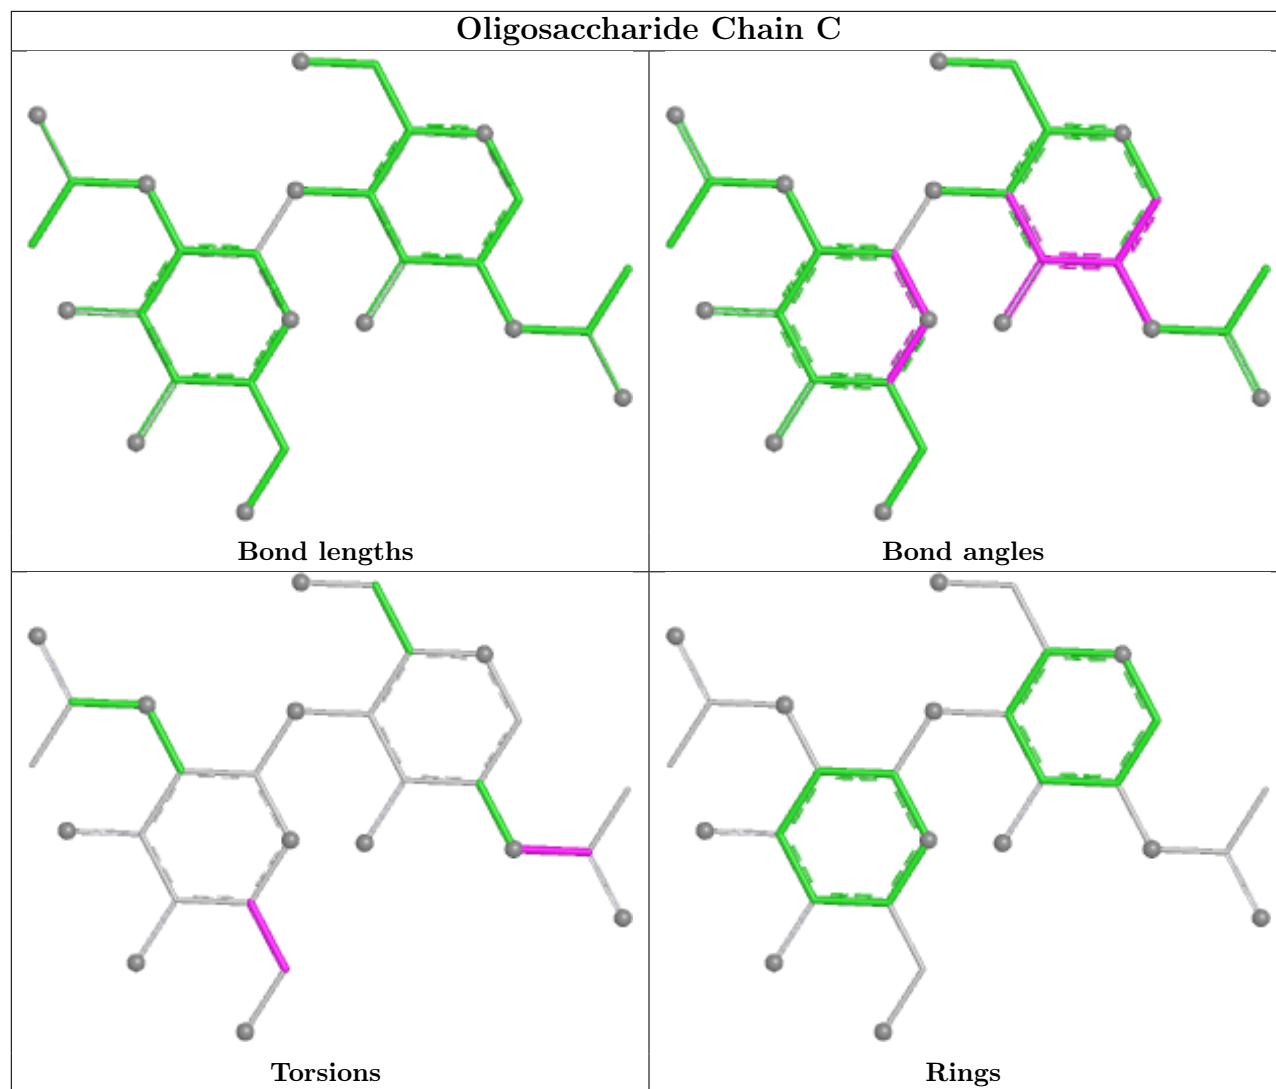 Oligosaccharide Chain C
Bond lengths
Bond angles
Torsions
Rings